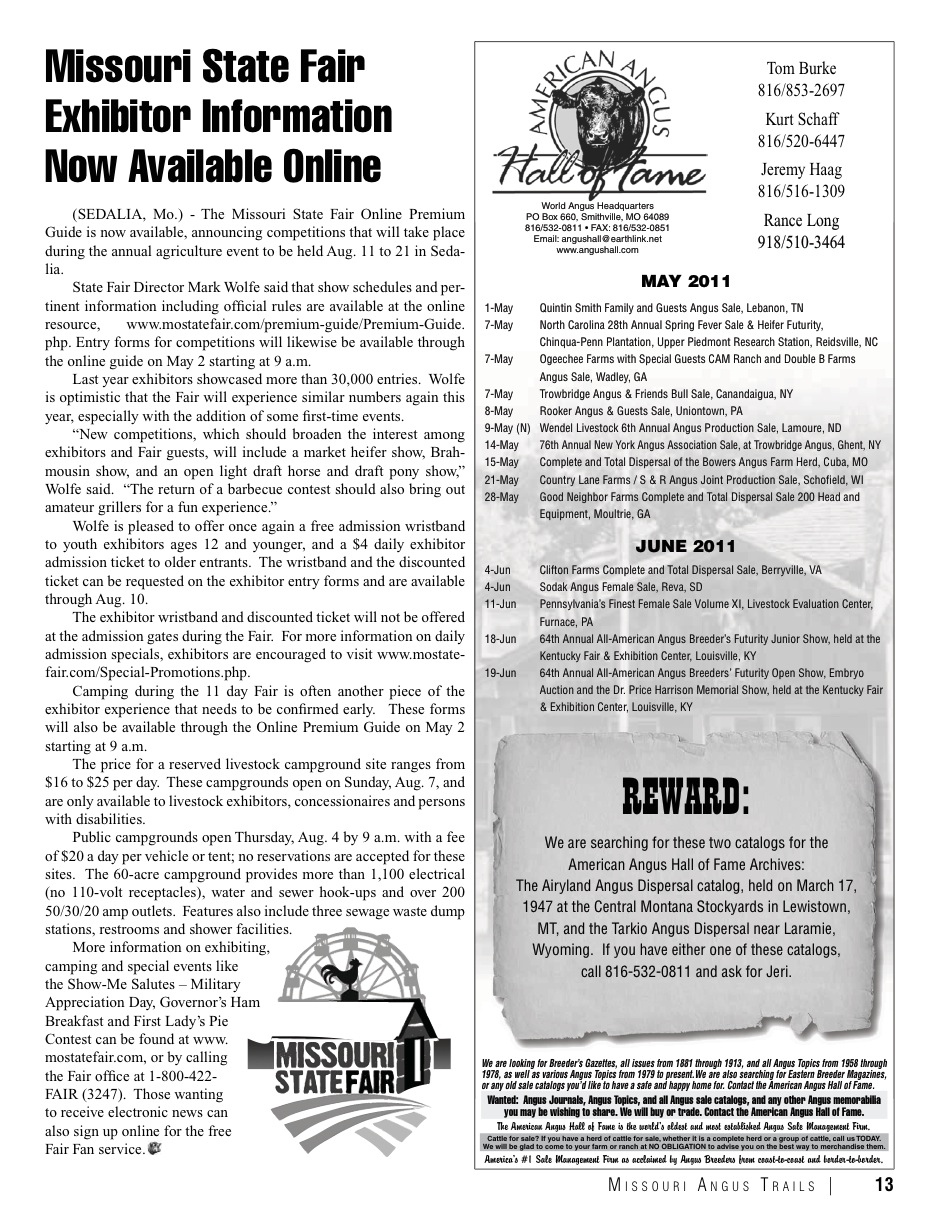 Missouri State Fair
Exhibitor Information
Now Available Online
(SEDALIA, Mo.) - The Missouri State Fair Online Premium
Guide is now available, announcing competitions that will take place
during the annual agriculture event to be held Aug. 11 to 21 in Seda-
lia.
State Fair Director Mark Wolfe said that show schedules and per-
tinent information including official rules are available at the online
resource, www.mostatefair.com/premium-guide/Premium-Guide.
php. Entry forms for competitions will likewise be available through
the online guide on May 2 starting at 9 a.m.
Last year exhibitors showcased more than 30,000 entries. Wolfe
is optimistic that the Fair will experience similar numbers again this
year, especially with the addition of some first-time events.
“New competitions, which should broaden the interest among
exhibitors and Fair guests, will include a market heifer show, Brah-
mousin show, and an open light draft horse and draft pony show,”
Wolfe said. “The return of a barbecue contest should also bring out
amateur grillers for a fun experience.”
Wolfe is pleased to offer once again a free admission wristband
to youth exhibitors ages 12 and younger, and a $4 daily exhibitor
admission ticket to older entrants. The wristband and the discounted
ticket can be requested on the exhibitor entry forms and are available
through Aug. 10.
The exhibitor wristband and discounted ticket will not be offered
at the admission gates during the Fair. For more information on daily
admission specials, exhibitors are encouraged to visit www.mostate-
fair.com/Special-Promotions.php.
Camping during the 11 day Fair is often another piece of the
exhibitor experience that needs to be confirmed early. These forms
will also be available through the Online Premium Guide on May 2
starting at 9 a.m.
The price for a reserved livestock campground site ranges from
$16 to $25 per day. These campgrounds open on Sunday, Aug. 7, and
are only available to livestock exhibitors, concessionaires and persons
with disabilities.
Public campgrounds open Thursday, Aug. 4 by 9 a.m. with a fee
of $20 a day per vehicle or tent; no reservations are accepted for these
sites. The 60-acre campground provides more than 1,100 electrical
(no 110-volt receptacles), water and sewer hook-ups and over 200
50/30/20 amp outlets. Features also include three sewage waste dump
stations, restrooms and shower facilities.
More information on exhibiting,
camping and special events like
the Show-Me Salutes – Military
Appreciation Day, Governor’s Ham
Breakfast and First Lady’s Pie
Contest can be found at www.
mostatefair.com, or by calling
the Fair office at 1-800-422-
FAIR (3247). Those wanting
to receive electronic news can
also sign up online for the free
Fair Fan service.
MISSOURI
STATE FAIR
AMERICAN ANGUS
Hall of Fame
World Angus Headquarters
PO Box 660, Smithville, MO 64089
816/532-0811 • FAX: 816/532-0851
Email: angushall@earthlink.net
www.angushall.com
Tom Burke
816/853-2697
Kurt Schaff
816/520-6447
Jeremy Haag
816/516-1309
Rance Long
918/510-3464
MAY 2011
1-May Quintin Smith Family and Guests Angus Sale, Lebanon, TN
7-May North Carolina 28th Annual Spring Fever Sale & Heifer Futurity,
Chinqua-Penn Plantation, Upper Piedmont Research Station, Reidsville, NC
7-May Ogeechee Farms with Special Guests CAM Ranch and Double B Farms
Angus Sale, Wadley, GA
7-May Trowbridge Angus & Friends Bull Sale, Canandaigua, NY
8-May Rooker Angus & Guests Sale, Uniontown, PA
9-May (N) Wendel Livestock 6th Annual Angus Production Sale, Lamoure, ND
14-May 76th Annual New York Angus Association Sale, at Trowbridge Angus, Ghent, NY
15-May Complete and Total Dispersal of the Bowers Angus Farm Herd, Cuba, MO
21-May Country Lane Farms / S & R Angus Joint Production Sale, Schofield, WI
28-May Good Neighbor Farms Complete and Total Dispersal Sale 200 Head and
Equipment, Moultrie, GA
JUNE 2011
4-Jun Clifton Farms Complete and Total Dispersal Sale, Berryville, VA
4-Jun Sodak Angus Female Sale, Reva, SD
11-Jun Pennsylvania’s Finest Female Sale Volume XI, Livestock Evaluation Center,
Furnace, PA
18-Jun 64th Annual All-American Angus Breeder’s Futurity Junior Show, held at the
Kentucky Fair & Exhibition Center, Louisville, KY
19-Jun 64th Annual All-American Angus Breeders’ Futurity Open Show, Embryo
Auction and the Dr. Price Harrison Memorial Show, held at the Kentucky Fair
& Exhibition Center, Louisville, KY
REWARD:
We are searching for these two catalogs for the
American Angus Hall of Fame Archives:
The Airyland Angus Dispersal catalog, held on March 17,
1947 at the Central Montana Stockyards in Lewistown,
MT, and the Tarkio Angus Dispersal near Laramie,
Wyoming. If you have either one of these catalogs,
call 816-532-0811 and ask for Jeri.
We are looking for Breeder’s Gazettes, all issues from 1881 through 1913, and all Angus Topics from 1958 through
1978, as well as various Angus Topics from 1979 to present. We are also searching for Eastern Breeder Magazines,
or any old sale catalogs you’d like to have a safe and happy home for. Contact the American Angus Hall of Fame.
Wanted: Angus Journals, Angus Topics, and all Angus sale catalogs, and any other Angus memorabilia
you may be wishing to share. We will buy or trade. Contact the American Angus Hall of Fame.
The American Angus Hall of Fame is the world’s oldest and most established Angus Sale Management Firm.
Cattle for sale? If you have a herd of cattle for sale, whether it is a complete herd or a group of cattle, call us TODAY.
We will be glad to come to your farm or ranch at NO OBLIGATION to advise you on the best way to merchandise them.
America’s #1 Sale Management Firm as acclaimed by Angus Breeders from coast-to-coast and border-to-border.
MISSOURI ANGUS TRAILS | 13